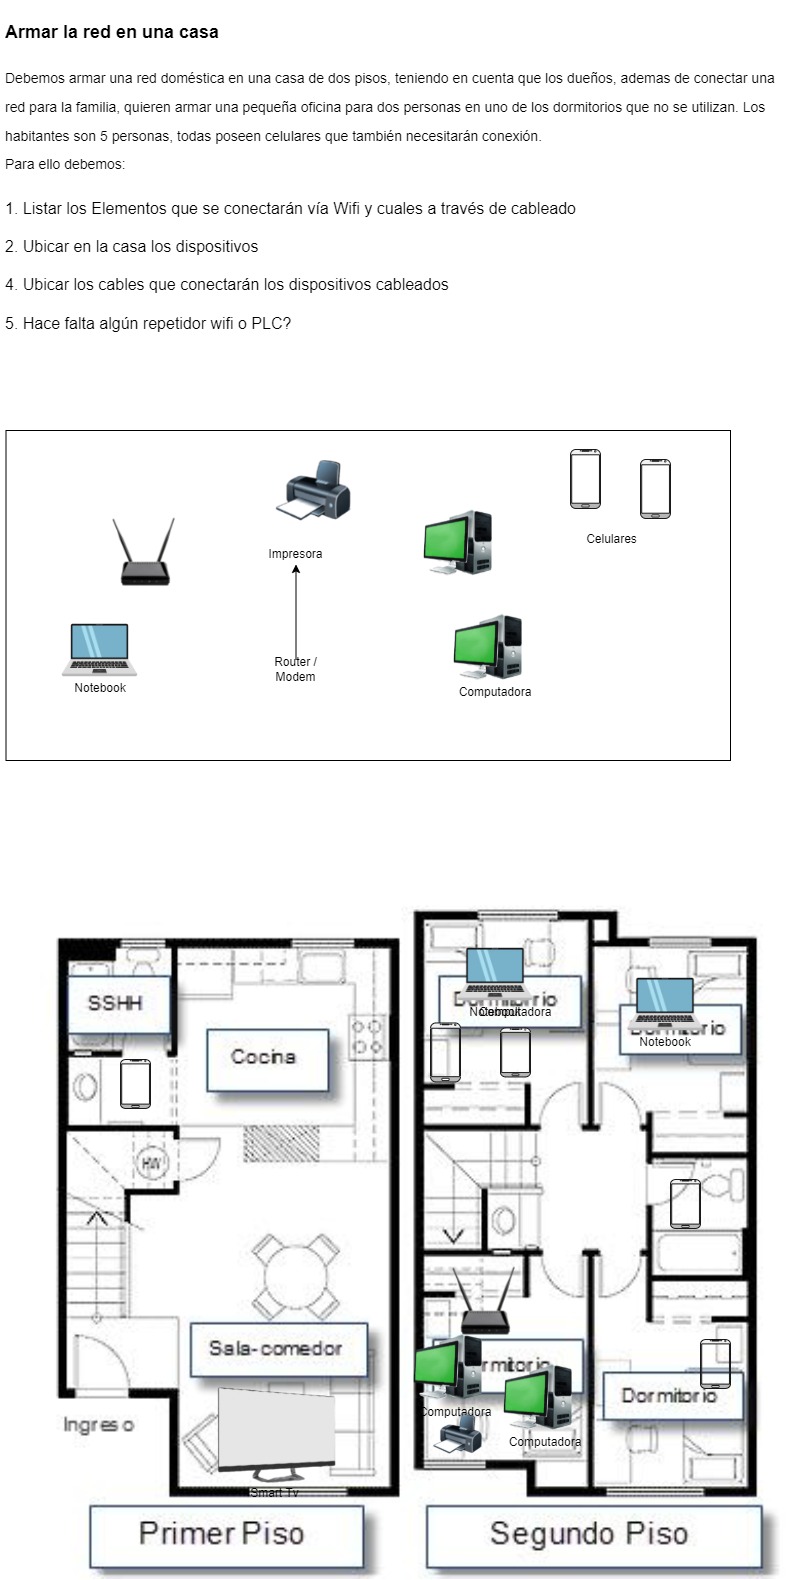 Armar la red en una casa
Debemos armar una red doméstica en una casa de dos pisos, teniendo en cuenta que los dueños, ademas de conectar una
red para la familia, quieren armar una pequeña oficina para dos personas en uno de los dormitorios que no se utilizan. Los
habitantes son 5 personas, todas poseen celulares que también necesitarán conexión.
Para ello debemos:
1. Listar los Elementos que se conectarán vía Wifi y cuales a través de cableado
2. Ubicar en la casa los dispositivos
4. Ubicar los cables que conectarán los dispositivos cableados
5. Hace falta algún repetidor wifi o PLC?
Celulares
Impresora
Router /
Modem
Notebook
Computadora
SSHH
Cocina
HW
Sala-comedor
Ingreso
Smart Tv
Primer Piso
Dormitorio
Notebook
Computadora
Dormitorio
Notebook
Dormitorio
Computadora
Computadora
Dormitorio
Segundo Piso